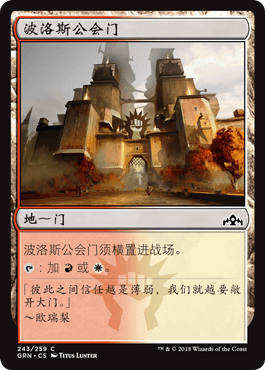 波洛斯公会门
地~门
波洛斯公会门须横置进战场。
:加 或 。
「彼此之间信任越是薄弱,我们就越要敞
开大门。」
~欧瑞梨
243/259 C
GRN • CS Titus Lunter
™ & © 2018 Wizards of the Coast